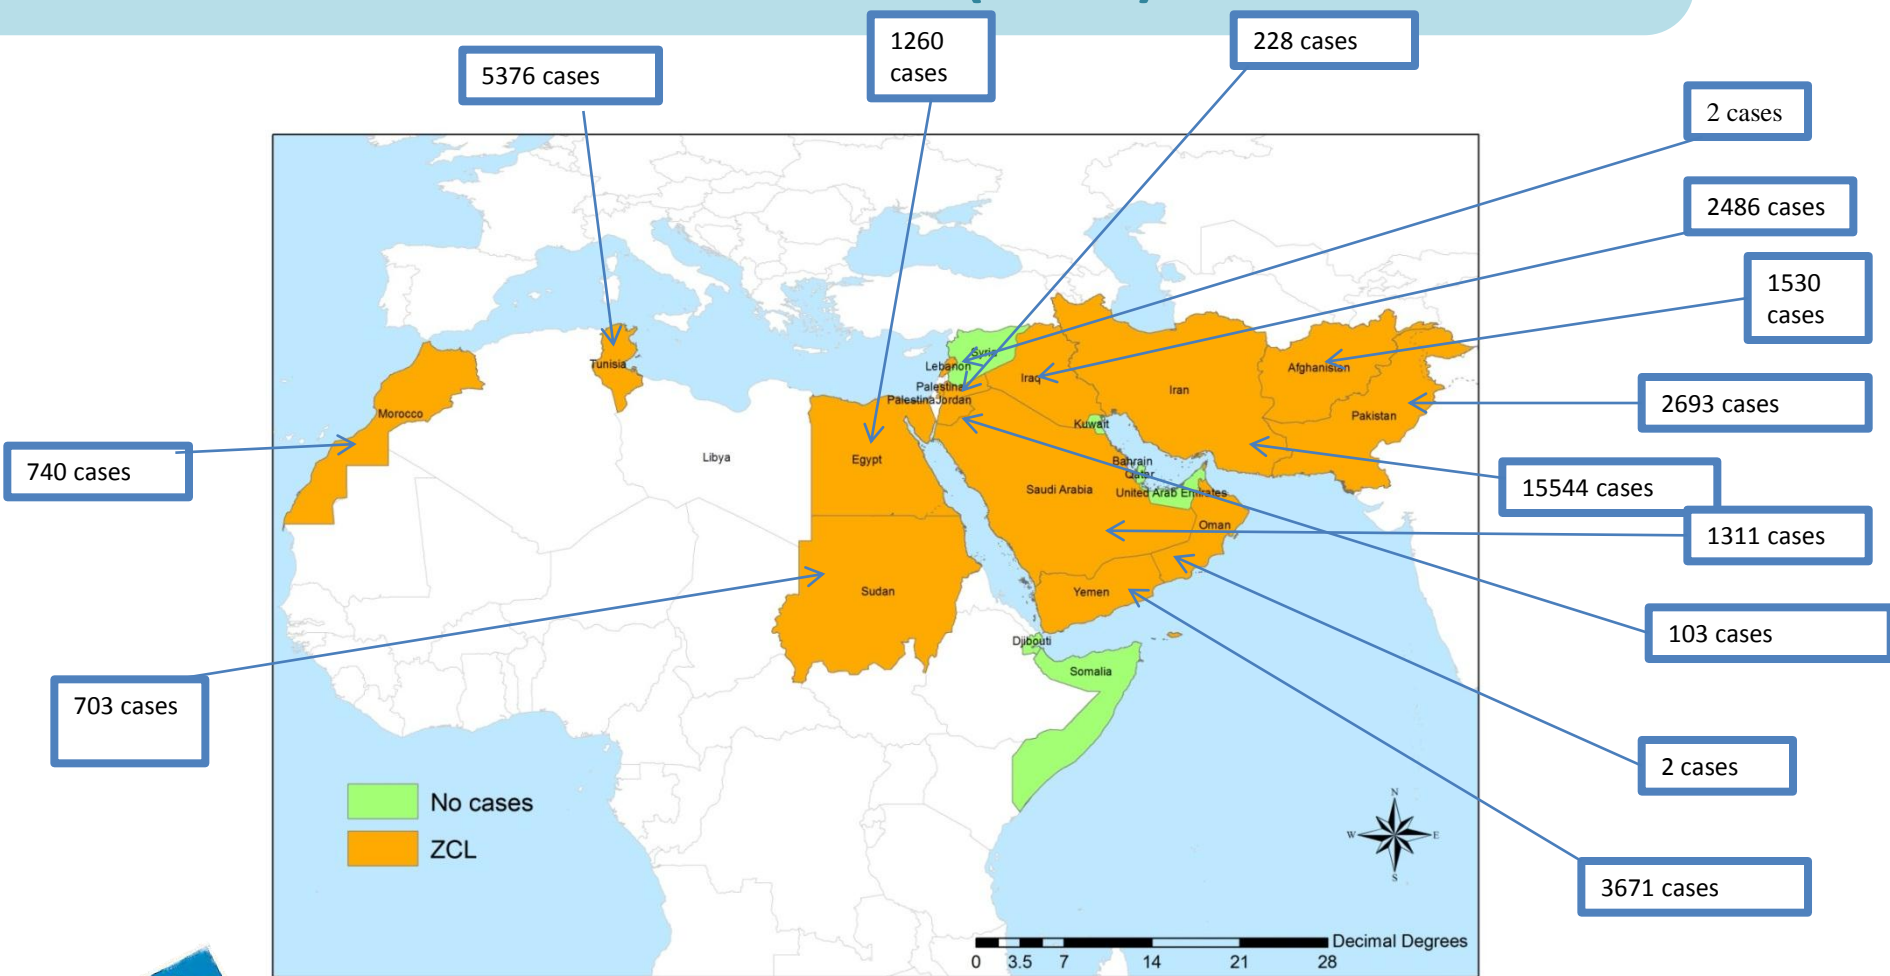 1260
cases
228 cases
5376 cases
2 cases
2486 cases
1530
cases
2693 cases
15544 cases
1311 cases
103 cases
2 cases
3671 cases
740 cases
703 cases
Tunisia
Morocco
Libya
Egypt
Sudan
Syria
Lebanon
Palestina
Palestina
Jordan
Iraq
Iran
Afghanistan
Pakistan
Kuwait
Bahrain
Qatar
United Arab Emirates
Saudi Arabia
Oman
Yemen
Djibouti
Somalia
No cases
ZCL
N
W
E
S
Decimal Degrees
0 3.5 7 14 21 28